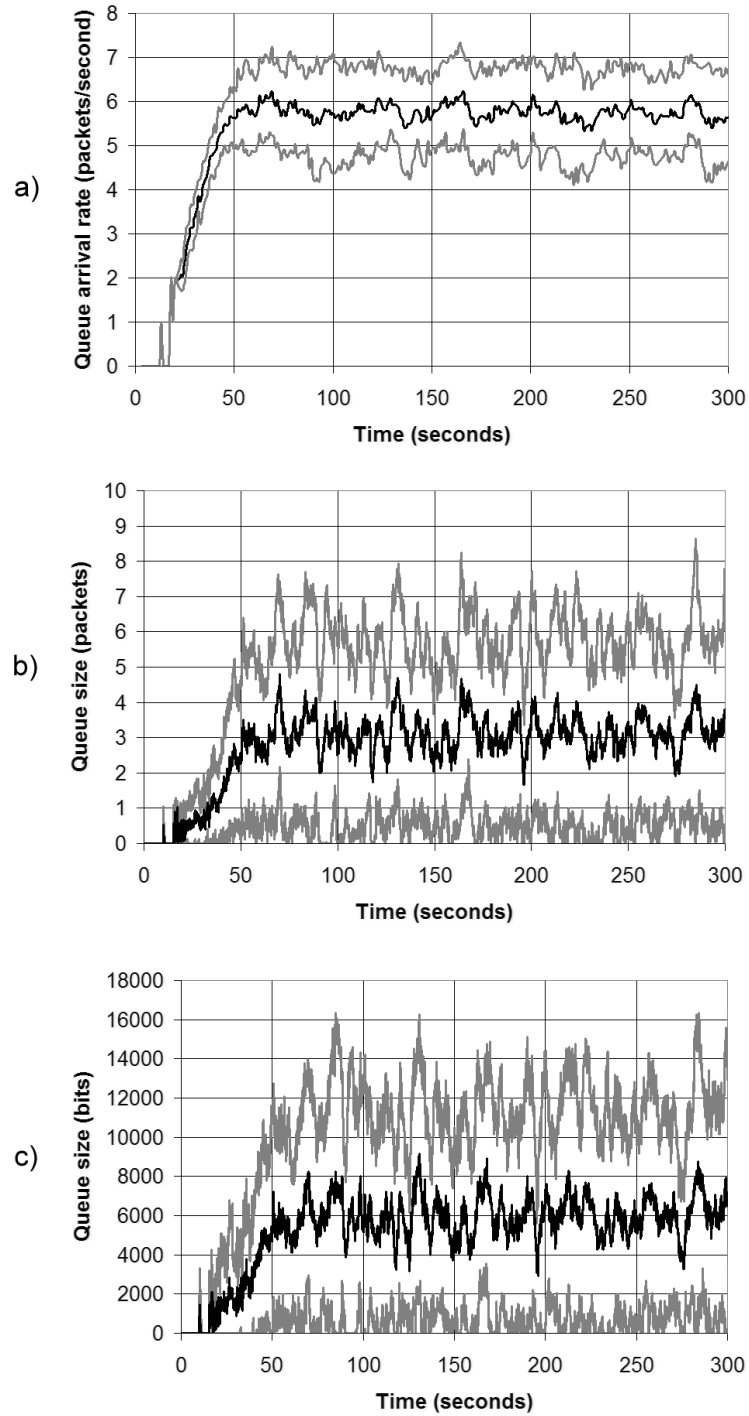 a)
Queue arrival rate (packets/second)
8
7
6
5
4
3
2
1
0
0 50 100 150 200 250 300
Time (seconds)
b)
Queue size (packets)
10
9
8
7
6
5
4
3
2
1
0
0 50 100 150 200 250 300
Time (seconds)
c)
Queue size (bits)
18000
16000
14000
12000
10000
8000
6000
4000
2000
0
0 50 100 150 200 250 300
Time (seconds)